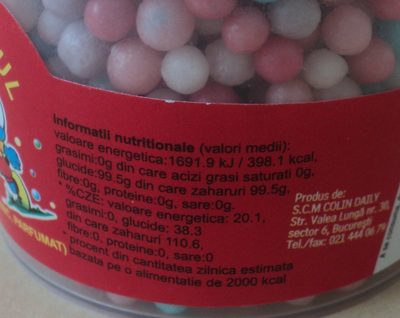 Informatii nutritionale (valori medii):
valoare energetica:1691.9 kJ / 398.1 kcal,
grasimi:0g din care acizi grasi saturati 0g,
glucide:99.5g din care zaharuri 99.5g,
fibre:0g, proteine:0g, sare:0g.
* %CZE: valoare energetica: 20.1,
grasimi:0, glucide: 38.3
din care zaharuri 110.6,
fibre:0, proteine:0, sare:0
* procent din cantitatea zilnica estimata
bazata pe o alimentatie de 2000 kcal
Produs de:
S.C.M COLIN DAILY
Str. Valea Lungă nr. 30,
sector 6, Bucureşti
Tel./fax: 021 444 06 79
PARFUMAT)